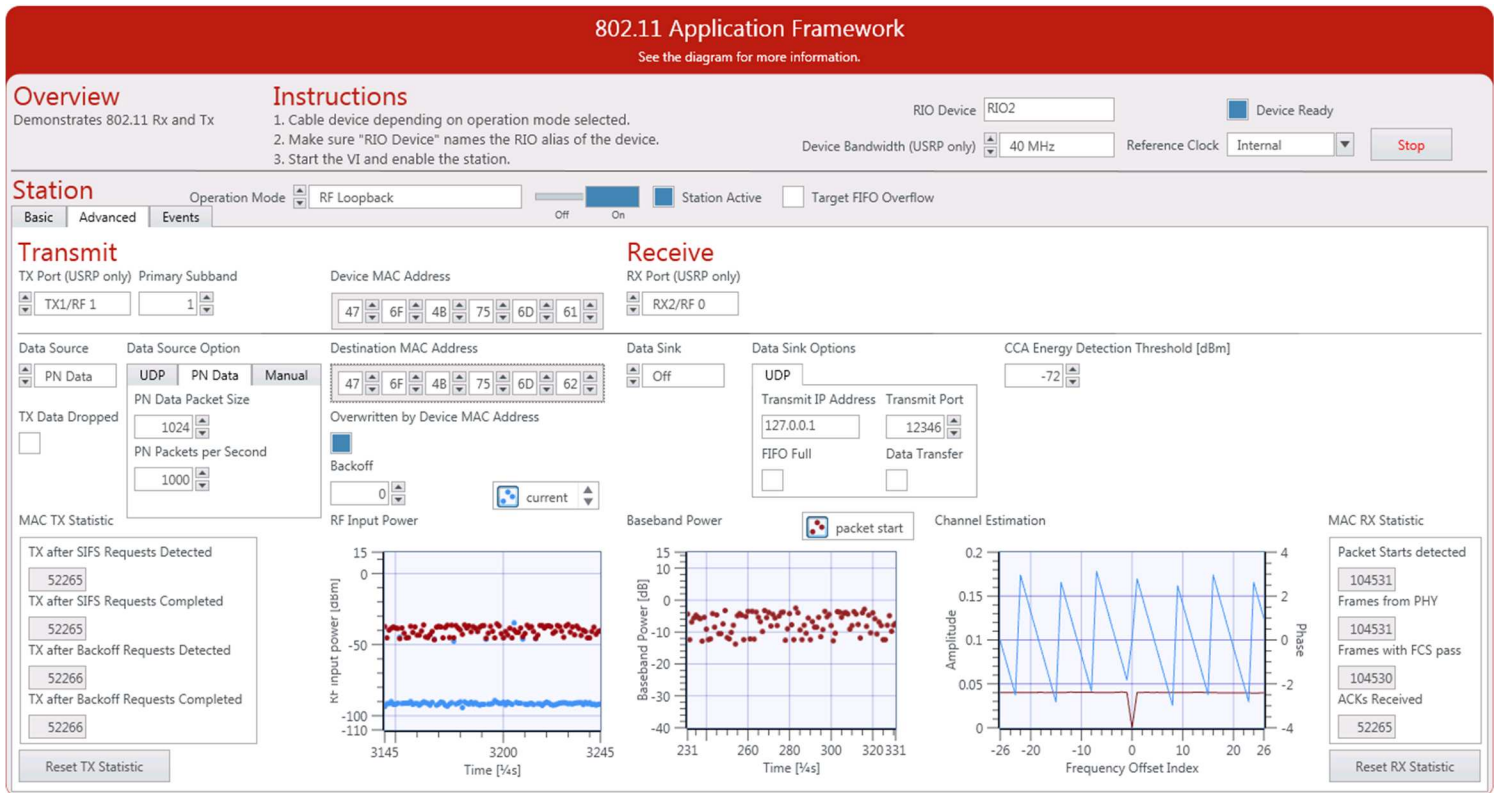 802.11 Application Framework
See the diagram for more information.
Overview
Demonstrates 802.11 Rx and Tx
Instructions
1. Cable device depending on operation mode selected.
2. Make sure "RIO Device" names the RIO alias of the device.
3. Start the VI and enable the station.
RIO Device RIO2
Device Ready
Device Bandwidth (USRP only) 40 MHz
Reference Clock Internal
Stop
Station
Operation Mode RF Loopback
Off On
Station Active
Target FIFO Overflow
Basic Advanced Events
Transmit
TX Port (USRP only) Primary Subband
TX1/RF 1 1
Device MAC Address
47 6F 4B 75 6D 61
Receive
RX Port (USRP only)
RX2/RF 0
Data Source
PN Data
TX Data Dropped
Data Source Option
UDP PN Data Manual
PN Data Packet Size
1024
PN Packets per Second
1000
Destination MAC Address
47 6F 4B 75 6D 62
Overwritten by Device MAC Address
Backoff
0
current
Data Sink
Off
Data Sink Options
UDP
Transmit IP Address Transmit Port
127.0.0.1 12346
FIFO Full Data Transfer
CCA Energy Detection Threshold [dBm]
-72
MAC TX Statistic
TX after SIFS Requests Detected
52265
TX after SIFS Requests Completed
52265
TX after Backoff Requests Detected
52266
TX after Backoff Requests Completed
52266
Reset TX Statistic
RF Input Power
RF Input power [dBm]
15
0
-50
-100
-110
3145 3200 3245
Time [¼s]
Baseband Power
packet start
Baseband Power [dB]
15
10
0
-10
-20
-30
-40
231 260 280 300 320 331
Time [¼s]
Channel Estimation
Amplitude
0.2
0.15
0.1
0.05
0
4
2
0
-2
-4
Phase
-26 -20 -10 0 10 20 26
Frequency Offset Index
MAC RX Statistic
Packet Starts detected
104531
Frames from PHY
104531
Frames with FCS pass
104530
ACKs Received
52265
Reset RX Statistic